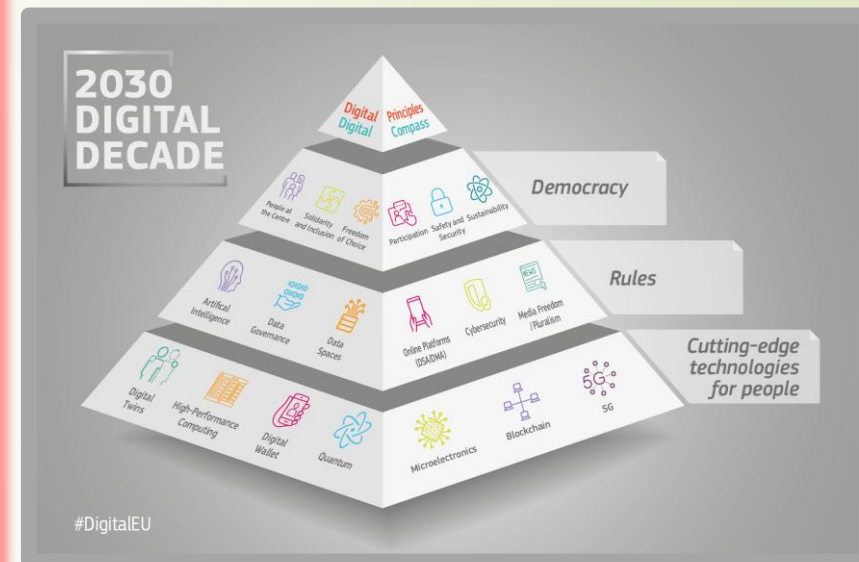 2030
DIGITAL
DECADE
Digital Principles
Digital Compass
People at
the Centre
Solidarity
and Inclusion
Freedom
of Choice
Participation
Safety and
Security
Sustainability
Democracy
Artifical
Intelligence
Data
Governance
Data
Spaces
Online Platforms
(DSA/DMA)
Cybersecurity
NEWS
Media Freedom
/Pluralism
Rules
Digital
Twins
High-Performance
Computing
Digital
Wallet
Quantum
Microelectronics
Blockchain
5G
5G
Cutting-edge
technologies
for people
#DigitalEU